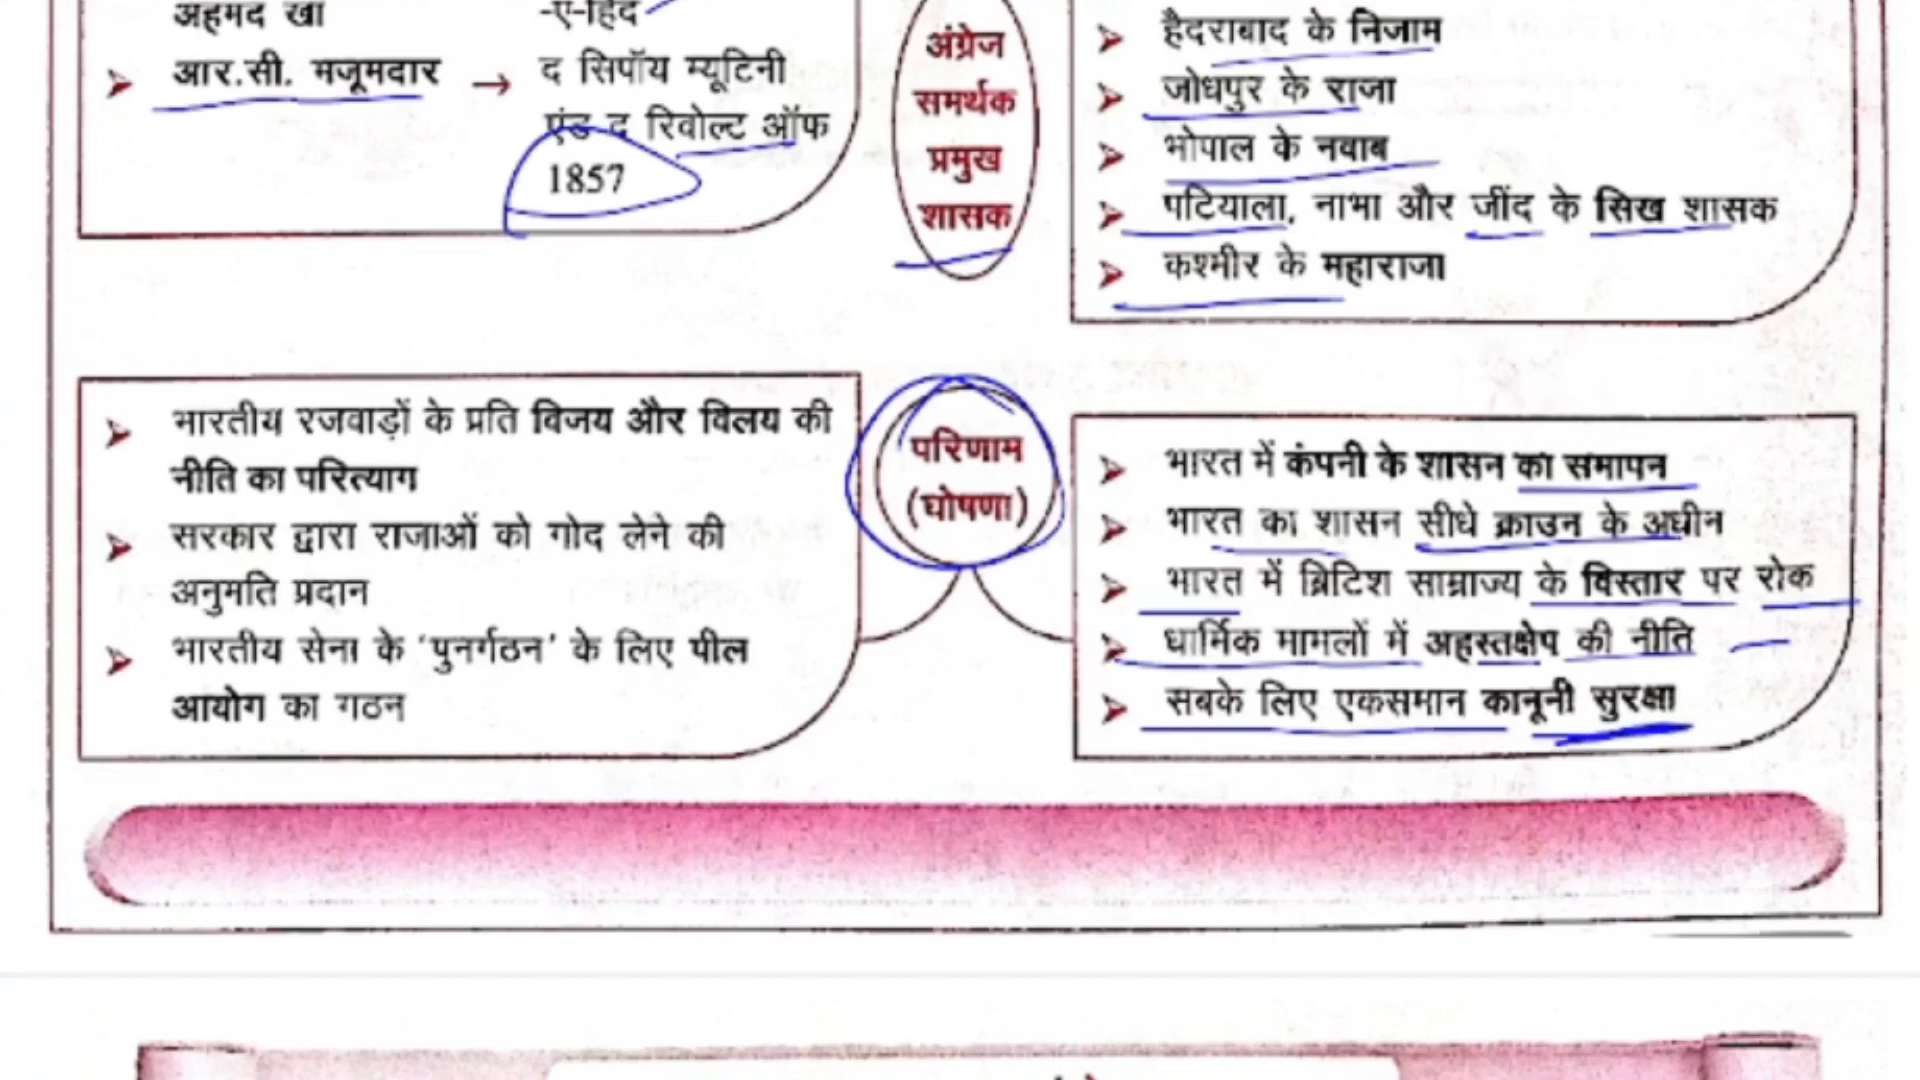 अहमद खां
-ए-हिंद
आर.सी. मजूमदार → द सिपॉय म्यूटिनी
एंड द रिवोल्ट ऑफ
1857
अंग्रेज
समर्थक
प्रमुख
शासक
हैदराबाद के निजाम
जोधपुर के राजा
भोपाल के नवाब
पटियाला, नाभा और जींद के सिख शासक
कश्मीर के महाराजा
भारतीय रजवाड़ों के प्रति विजय और विलय की
नीति का परित्याग
सरकार द्वारा राजाओं को गोद लेने की
अनुमति प्रदान
भारतीय सेना के 'पुनर्गठन' के लिए पील
आयोग का गठन
परिणाम
(घोषणा)
भारत में कंपनी के शासन का समापन
भारत का शासन सीधे क्राउन के अधीन
भारत में ब्रिटिश साम्राज्य के विस्तार पर रोक
धार्मिक मामलों में अहस्तक्षेप की नीति
सबके लिए एकसमान कानूनी सुरक्षा